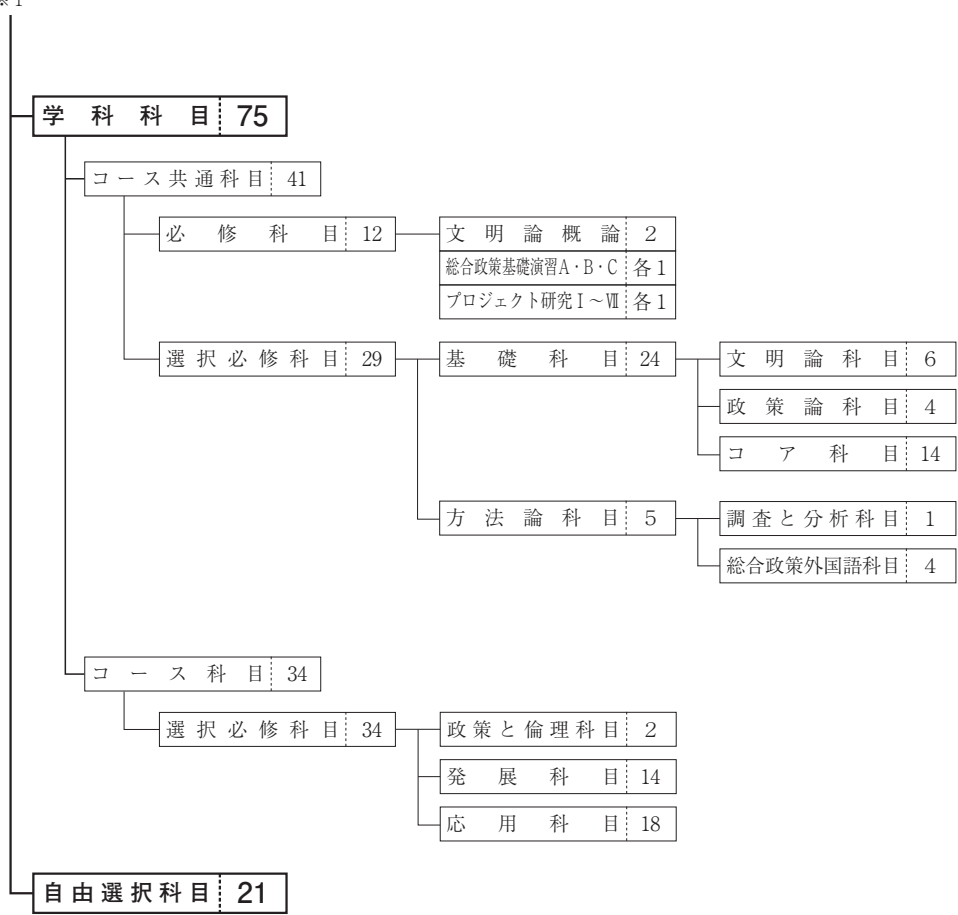 ※1
学科科目 75
コース共通科目 41
必修科目 12
文明論概論 2
総合政策基礎演習A・B・C 各1
プロジェクト研究Ⅰ～Ⅶ 各1
選択必修科目 29
基礎科目 24
文明論科目 6
政策論科目 4
コア科目 14
方法論科目 5
調査と分析科目 1
総合政策外国語科目 4
コース科目 34
選択必修科目 34
政策と倫理科目 2
発展科目 14
応用科目 18
自由選択科目 21